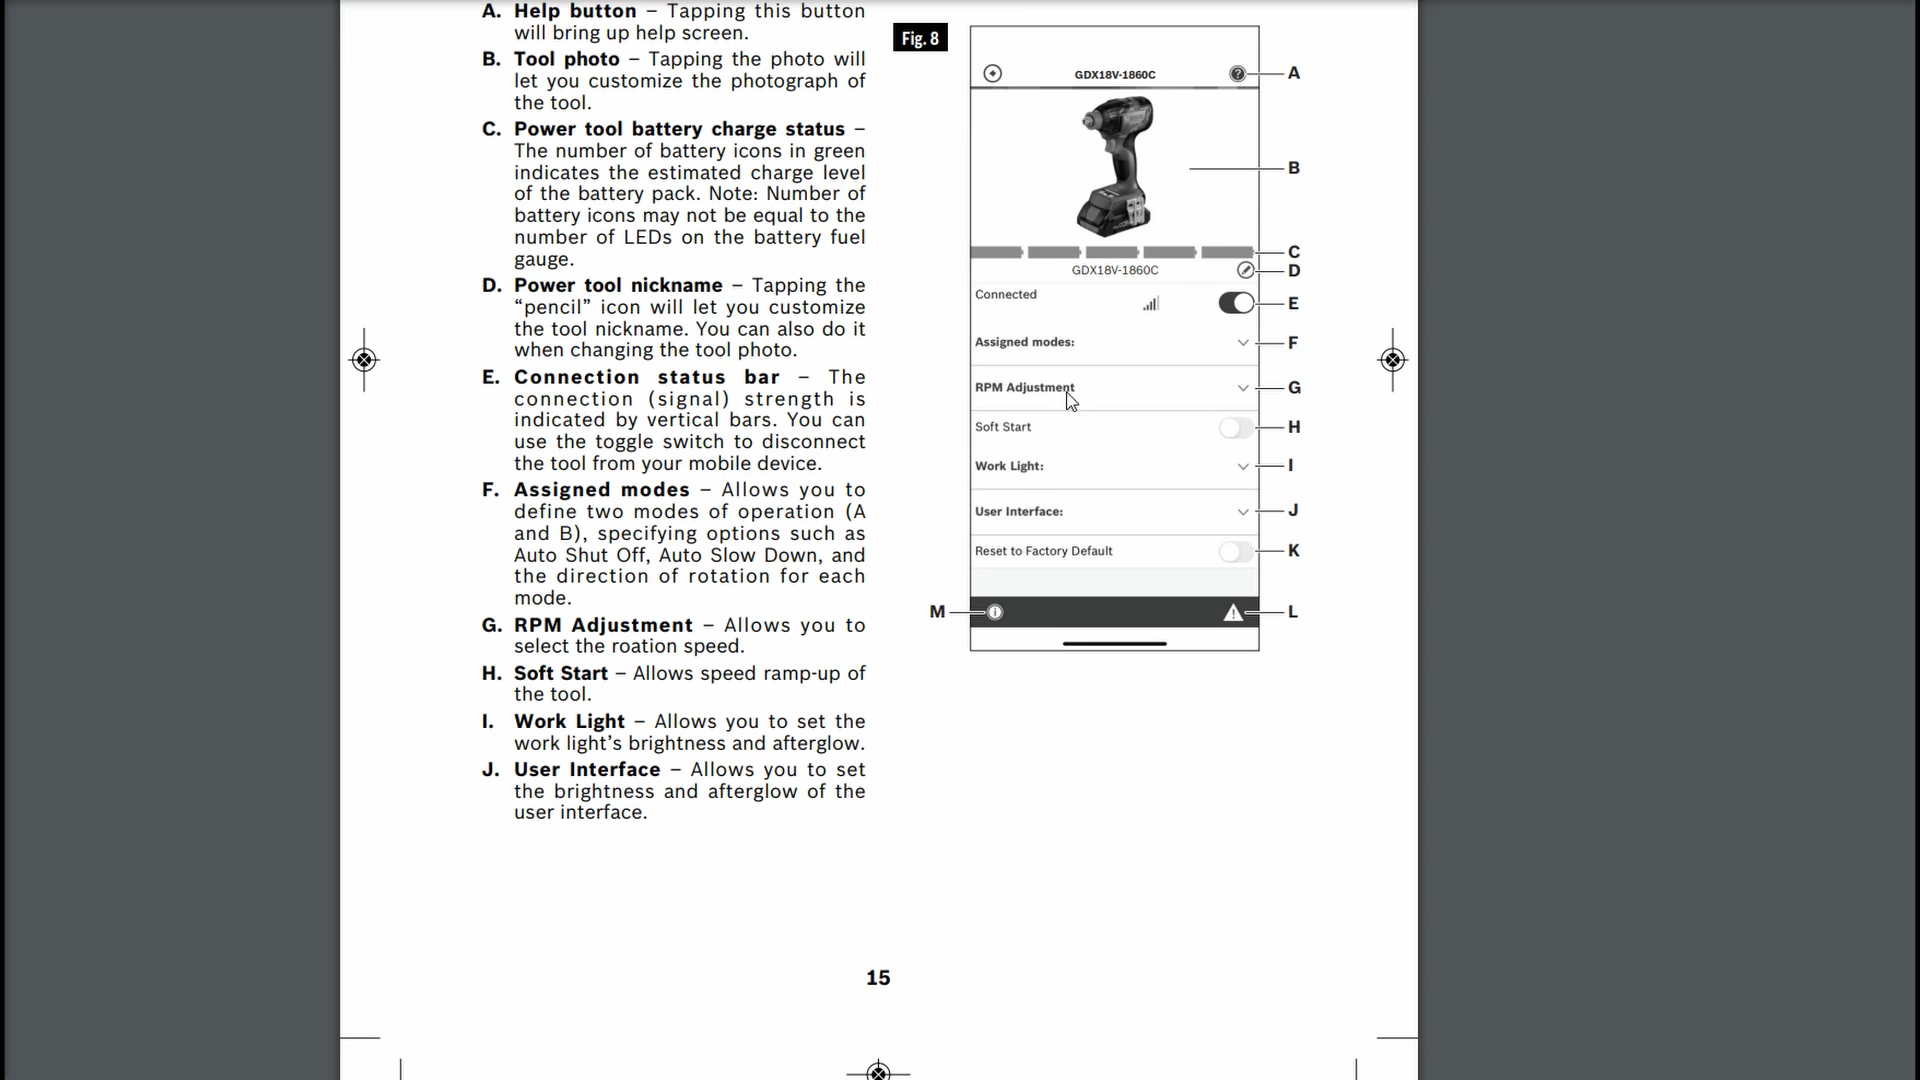 A. Help button – Tapping this button
will bring up help screen.
B. Tool photo – Tapping the photo will
let you customize the photograph of
the tool.
C. Power tool battery charge status –
The number of battery icons in green
indicates the estimated charge level
of the battery pack. Note: Number of
battery icons may not be equal to the
number of LEDs on the battery fuel
gauge.
D. Power tool nickname – Tapping the
“pencil” icon will let you customize
the tool nickname. You can also do it
when changing the tool photo.
E. Connection status bar – The
connection (signal) strength is
indicated by vertical bars. You can
use the toggle switch to disconnect
the tool from your mobile device.
F. Assigned modes – Allows you to
define two modes of operation (A
and B), specifying options such as
Auto Shut Off, Auto Slow Down, and
the direction of rotation for each
mode.
G. RPM Adjustment – Allows you to
select the roation speed.
H. Soft Start – Allows speed ramp-up of
the tool.
I. Work Light – Allows you to set the
work light’s brightness and afterglow.
J. User Interface – Allows you to set
the brightness and afterglow of the
user interface.
Fig. 8
GDX18V-1860C
? A
B
C
GDX18V-1860C
D
Connected
E
Assigned modes:
F
RPM Adjustment
G
Soft Start
H
Work Light:
I
User Interface:
J
Reset to Factory Default
K
M
i
!
L
15